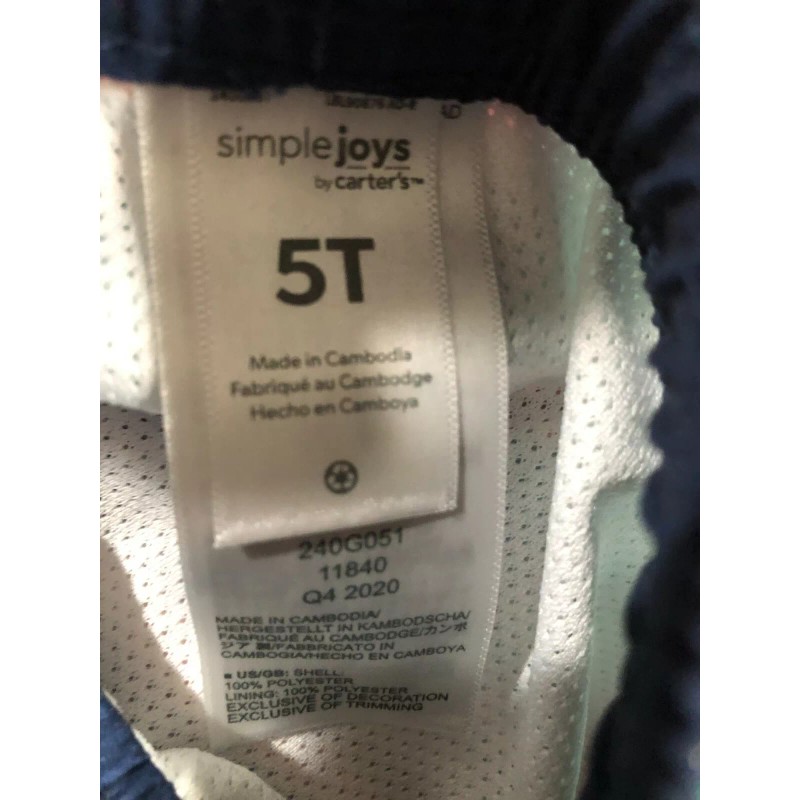 simple joys
by carter's™
5T
Made in Cambodia
Fabriqué au Cambodge
Hecho en Camboya
240G051
11840
Q4 2020
MADE IN CAMBODIA/
HERGESTELLT IN KAMBODSCHA/
FABRIQUÉ AU CAMBODGE/カンボ
ジア 製/FABBRICATO IN
CAMBOGIA/HECHO EN CAMBOYA
▪ US/GB: SHELL:
100% POLYESTER
LINING: 100% POLYESTER
EXCLUSIVE OF DECORATION
EXCLUSIVE OF TRIMMING